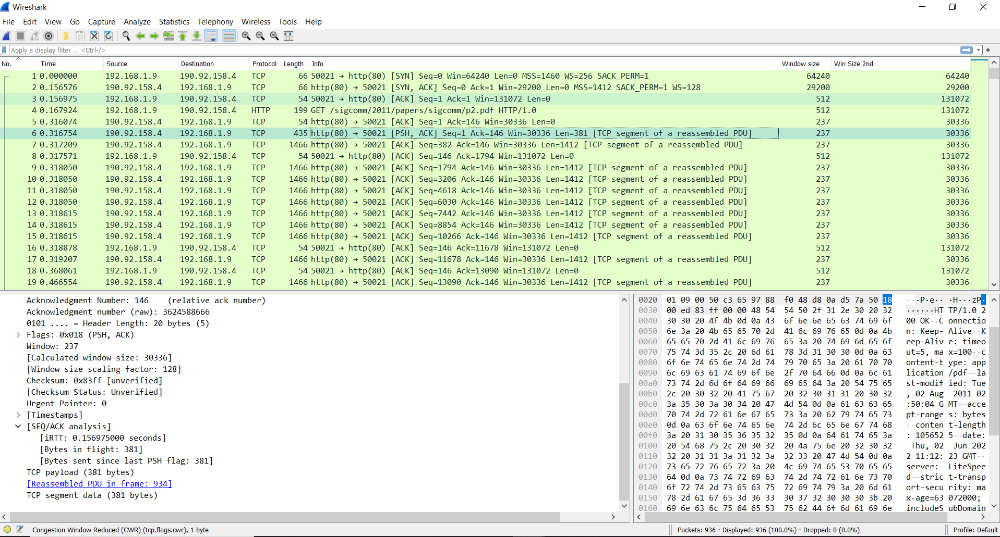 Wireshark
File Edit View Go Capture Analyze Statistics Telephony Wireless Tools Help
Apply a display filter ... <Ctrl-/>
No. Time Source Destination Protocol Length Info Window size Win Size 2nd
1 0.000000 192.168.1.9 190.92.158.4 TCP 66 50021 → http(80) [SYN] Seq=0 Win=64240 Len=0 MSS=1460 WS=256 SACK_PERM=1 64240 64240
2 0.156576 190.92.158.4 192.168.1.9 TCP 66 http(80) → 50021 [SYN, ACK] Seq=0 Ack=1 Win=29200 Len=0 MSS=1412 SACK_PERM=1 WS=128 29200 29200
3 0.156975 192.168.1.9 190.92.158.4 TCP 54 50021 → http(80) [ACK] Seq=1 Ack=1 Win=131072 Len=0 512 131072
4 0.167924 192.168.1.9 190.92.158.4 HTTP 199 GET /sigcomm/2011/papers/sigcomm/p2.pdf HTTP/1.0 512 131072
5 0.316074 190.92.158.4 192.168.1.9 TCP 54 http(80) → 50021 [ACK] Seq=1 Ack=146 Win=30336 Len=0 237 30336
6 0.316754 190.92.158.4 192.168.1.9 TCP 435 http(80) → 50021 [PSH, ACK] Seq=1 Ack=146 Win=30336 Len=381 [TCP segment of a reassembled PDU] 237 30336
7 0.317209 190.92.158.4 192.168.1.9 TCP 1466 http(80) → 50021 [ACK] Seq=382 Ack=146 Win=30336 Len=1412 [TCP segment of a reassembled PDU] 237 30336
8 0.317571 192.168.1.9 190.92.158.4 TCP 54 50021 → http(80) [ACK] Seq=146 Ack=1794 Win=131072 Len=0 512 131072
9 0.318050 190.92.158.4 192.168.1.9 TCP 1466 http(80) → 50021 [ACK] Seq=1794 Ack=146 Win=30336 Len=1412 [TCP segment of a reassembled PDU] 237 30336
10 0.318050 190.92.158.4 192.168.1.9 TCP 1466 http(80) → 50021 [ACK] Seq=3206 Ack=146 Win=30336 Len=1412 [TCP segment of a reassembled PDU] 237 30336
11 0.318050 190.92.158.4 192.168.1.9 TCP 1466 http(80) → 50021 [ACK] Seq=4618 Ack=146 Win=30336 Len=1412 [TCP segment of a reassembled PDU] 237 30336
12 0.318050 190.92.158.4 192.168.1.9 TCP 1466 http(80) → 50021 [ACK] Seq=6030 Ack=146 Win=30336 Len=1412 [TCP segment of a reassembled PDU] 237 30336
13 0.318615 190.92.158.4 192.168.1.9 TCP 1466 http(80) → 50021 [ACK] Seq=7442 Ack=146 Win=30336 Len=1412 [TCP segment of a reassembled PDU] 237 30336
14 0.318615 190.92.158.4 192.168.1.9 TCP 1466 http(80) → 50021 [ACK] Seq=8854 Ack=146 Win=30336 Len=1412 [TCP segment of a reassembled PDU] 237 30336
15 0.318615 190.92.158.4 192.168.1.9 TCP 1466 http(80) → 50021 [ACK] Seq=10266 Ack=146 Win=30336 Len=1412 [TCP segment of a reassembled PDU] 237 30336
16 0.318878 192.168.1.9 190.92.158.4 TCP 54 50021 → http(80) [ACK] Seq=146 Ack=11678 Win=131072 Len=0 512 131072
17 0.319207 190.92.158.4 192.168.1.9 TCP 1466 http(80) → 50021 [ACK] Seq=11678 Ack=146 Win=30336 Len=1412 [TCP segment of a reassembled PDU] 237 30336
18 0.368061 192.168.1.9 190.92.158.4 TCP 54 50021 → http(80) [ACK] Seq=146 Ack=13090 Win=131072 Len=0 512 131072
19 0.466554 190.92.158.4 192.168.1.9 TCP 1466 http(80) → 50021 [ACK] Seq=13090 Ack=146 Win=30336 Len=1412 [TCP segment of a reassembled PDU] 237 30336
Acknowledgment Number: 146 (relative ack number)
Acknowledgment number (raw): 3624588666
0101 .... = Header Length: 20 bytes (5)
Flags: 0x018 (PSH, ACK)
Window: 237
[Calculated window size: 30336]
[Window size scaling factor: 128]
Checksum: 0x83ff [unverified]
[Checksum Status: Unverified]
Urgent Pointer: 0
[Timestamps]
[SEQ/ACK analysis]
[iRTT: 0.156975000 seconds]
[Bytes in flight: 381]
[Bytes sent since last PSH flag: 381]
TCP payload (381 bytes)
[Reassembled PDU in frame: 934]
TCP segment data (381 bytes)
0020 01 09 00 50 c3 65 97 88 f0 48 d8 0a d5 7a 50 18 ···P·e·· ·H···zP·
0030 00 ed 83 ff 00 00 48 54 54 50 2f 31 2e 30 20 32 ······HT TP/1.0 2
0040 30 30 20 4f 4b 0d 0a 43 6f 6e 6e 65 63 74 69 6f 00 OK··C onnectio
0050 6e 3a 20 4b 65 65 70 2d 41 6c 69 76 65 0d 0a 4b n: Keep- Alive··K
0060 65 65 70 2d 41 6c 69 76 65 3a 20 74 69 6d 65 6f eep-Aliv e: timeo
0070 75 74 3d 35 2c 20 6d 61 78 3d 31 30 30 0d 0a 63 ut=5, ma x=100··c
0080 6f 6e 74 65 6e 74 2d 74 79 70 65 3a 20 61 70 70 ontent-t ype: app
0090 6c 69 63 61 74 69 6f 6e 2f 70 64 66 0d 0a 6c 61 lication /pdf··la
00a0 73 74 2d 6d 6f 64 69 66 69 65 64 3a 20 54 75 65 st-modif ied: Tue
00b0 2c 20 30 32 20 41 75 67 20 32 30 31 31 20 30 32 , 02 Aug 2011 02
00c0 3a 35 30 3a 30 34 20 47 4d 54 0d 0a 61 63 63 65 :50:04 G MT··acce
00d0 70 74 2d 72 61 6e 67 65 73 3a 20 62 79 74 65 73 pt-range s: bytes
00e0 0d 0a 63 6f 6e 74 65 6e 74 2d 6c 65 6e 67 74 68 ··conten t-length
00f0 3a 20 31 30 35 36 35 32 35 0d 0a 64 61 74 65 3a : 105652 5··date:
0100 20 54 68 75 2c 20 30 32 20 4a 75 6e 20 32 30 32 Thu, 02 Jun 202
0110 32 20 31 31 3a 31 32 3a 32 33 20 47 4d 54 0d 0a 2 11:12: 23 GMT··
0120 73 65 72 76 65 72 3a 20 4c 69 74 65 53 70 65 65 server: LiteSpee
0130 64 0d 0a 73 74 72 69 63 74 2d 74 72 61 6e 73 70 d··stric t-transp
0140 6f 72 74 2d 73 65 63 75 72 69 74 79 3a 20 6d 61 ort-secu rity: ma
0150 78 2d 61 67 65 3d 36 33 30 37 32 30 30 30 3b 20 x-age=63 072000;
0160 69 6e 63 6c 75 64 65 53 75 62 44 6f 6d 61 69 6e includeS ubDomain
Congestion Window Reduced (CWR) (tcp.flags.cwr), 1 byte
Packets: 936 · Displayed: 936 (100.0%) · Dropped: 0 (0.0%)
Profile: Default